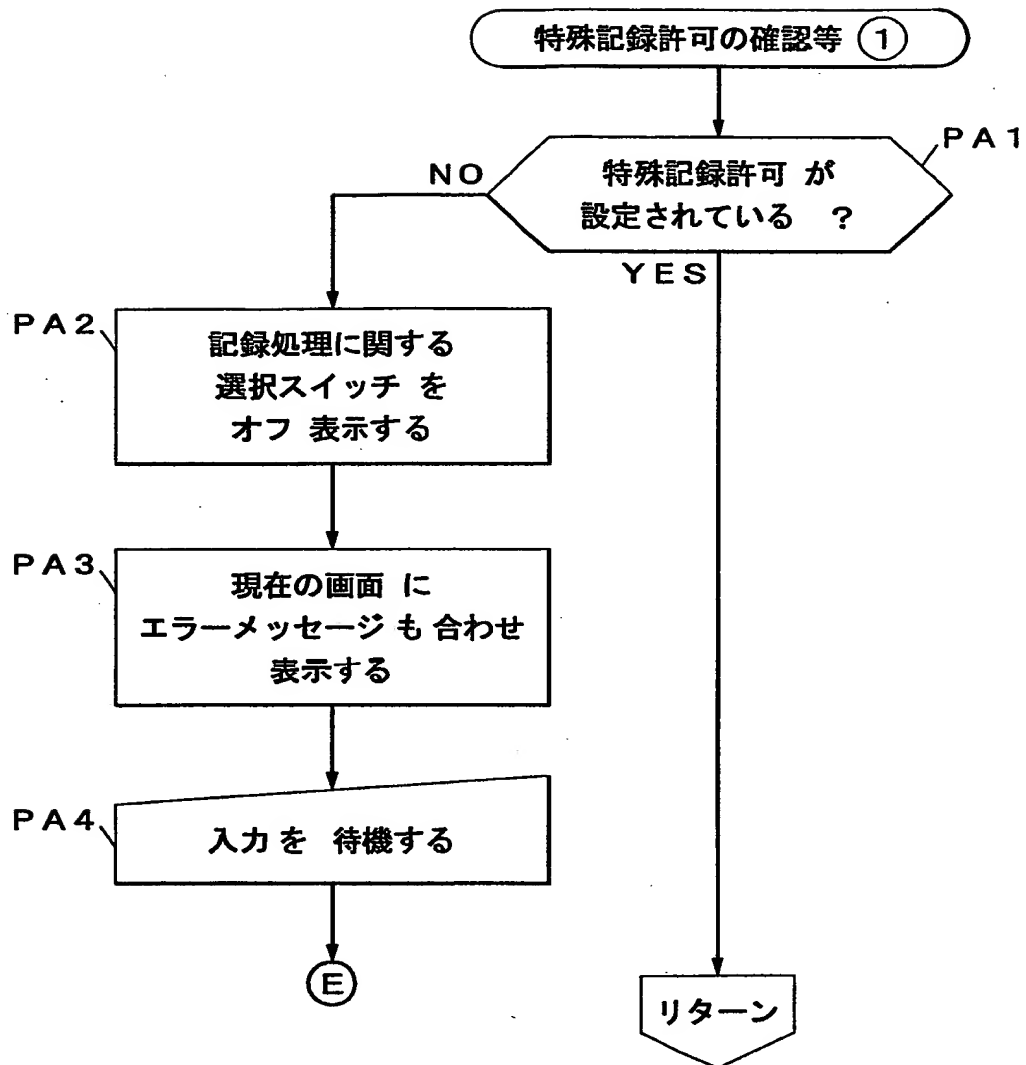 特殊記録許可の確認等 ①
PA1
特殊記録許可 が
設定されている ?
NO
YES
PA2
記録処理に関する
選択スイッチ を
オフ 表示する
PA3
現在の画面 に
エラーメッセージ も 合わせ
表示する
PA4
入力 を 待機する
E
リターン